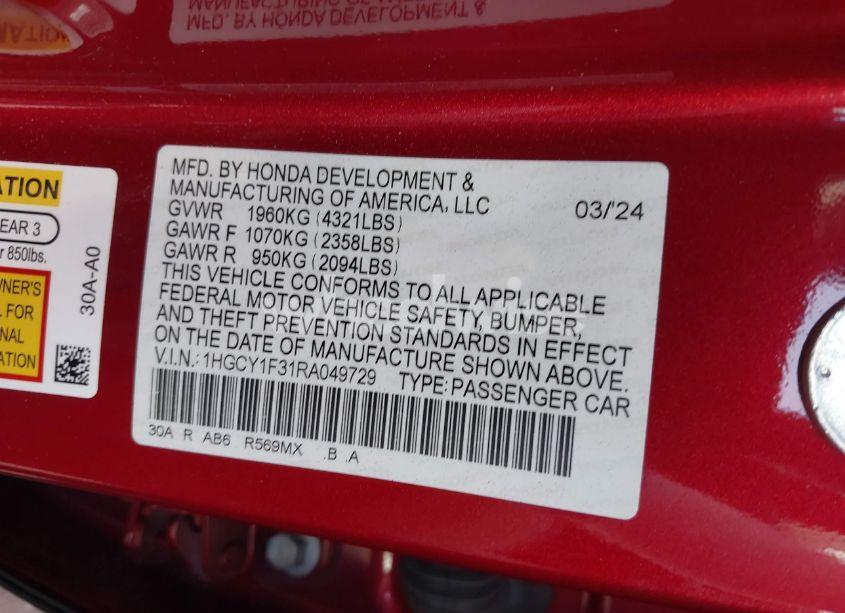 MFD. BY HONDA DEVELOPMENT &
MANUFACTURING OF AMERICA, LLC
GVWR 1960KG (4321LBS) 03/'24
GAWR F 1070KG (2358LBS)
GAWR R 950KG (2094LBS)
THIS VEHICLE CONFORMS TO ALL APPLICABLE
FEDERAL MOTOR VEHICLE SAFETY, BUMPER,
AND THEFT PREVENTION STANDARDS IN EFFECT
ON THE DATE OF MANUFACTURE SHOWN ABOVE.
V.I.N.: 1HGCY1F31RA049729 TYPE: PASSENGER CAR
30A R AB6 R569MX .B .A
EAR 3
850lbs.
30A-A0
FOR